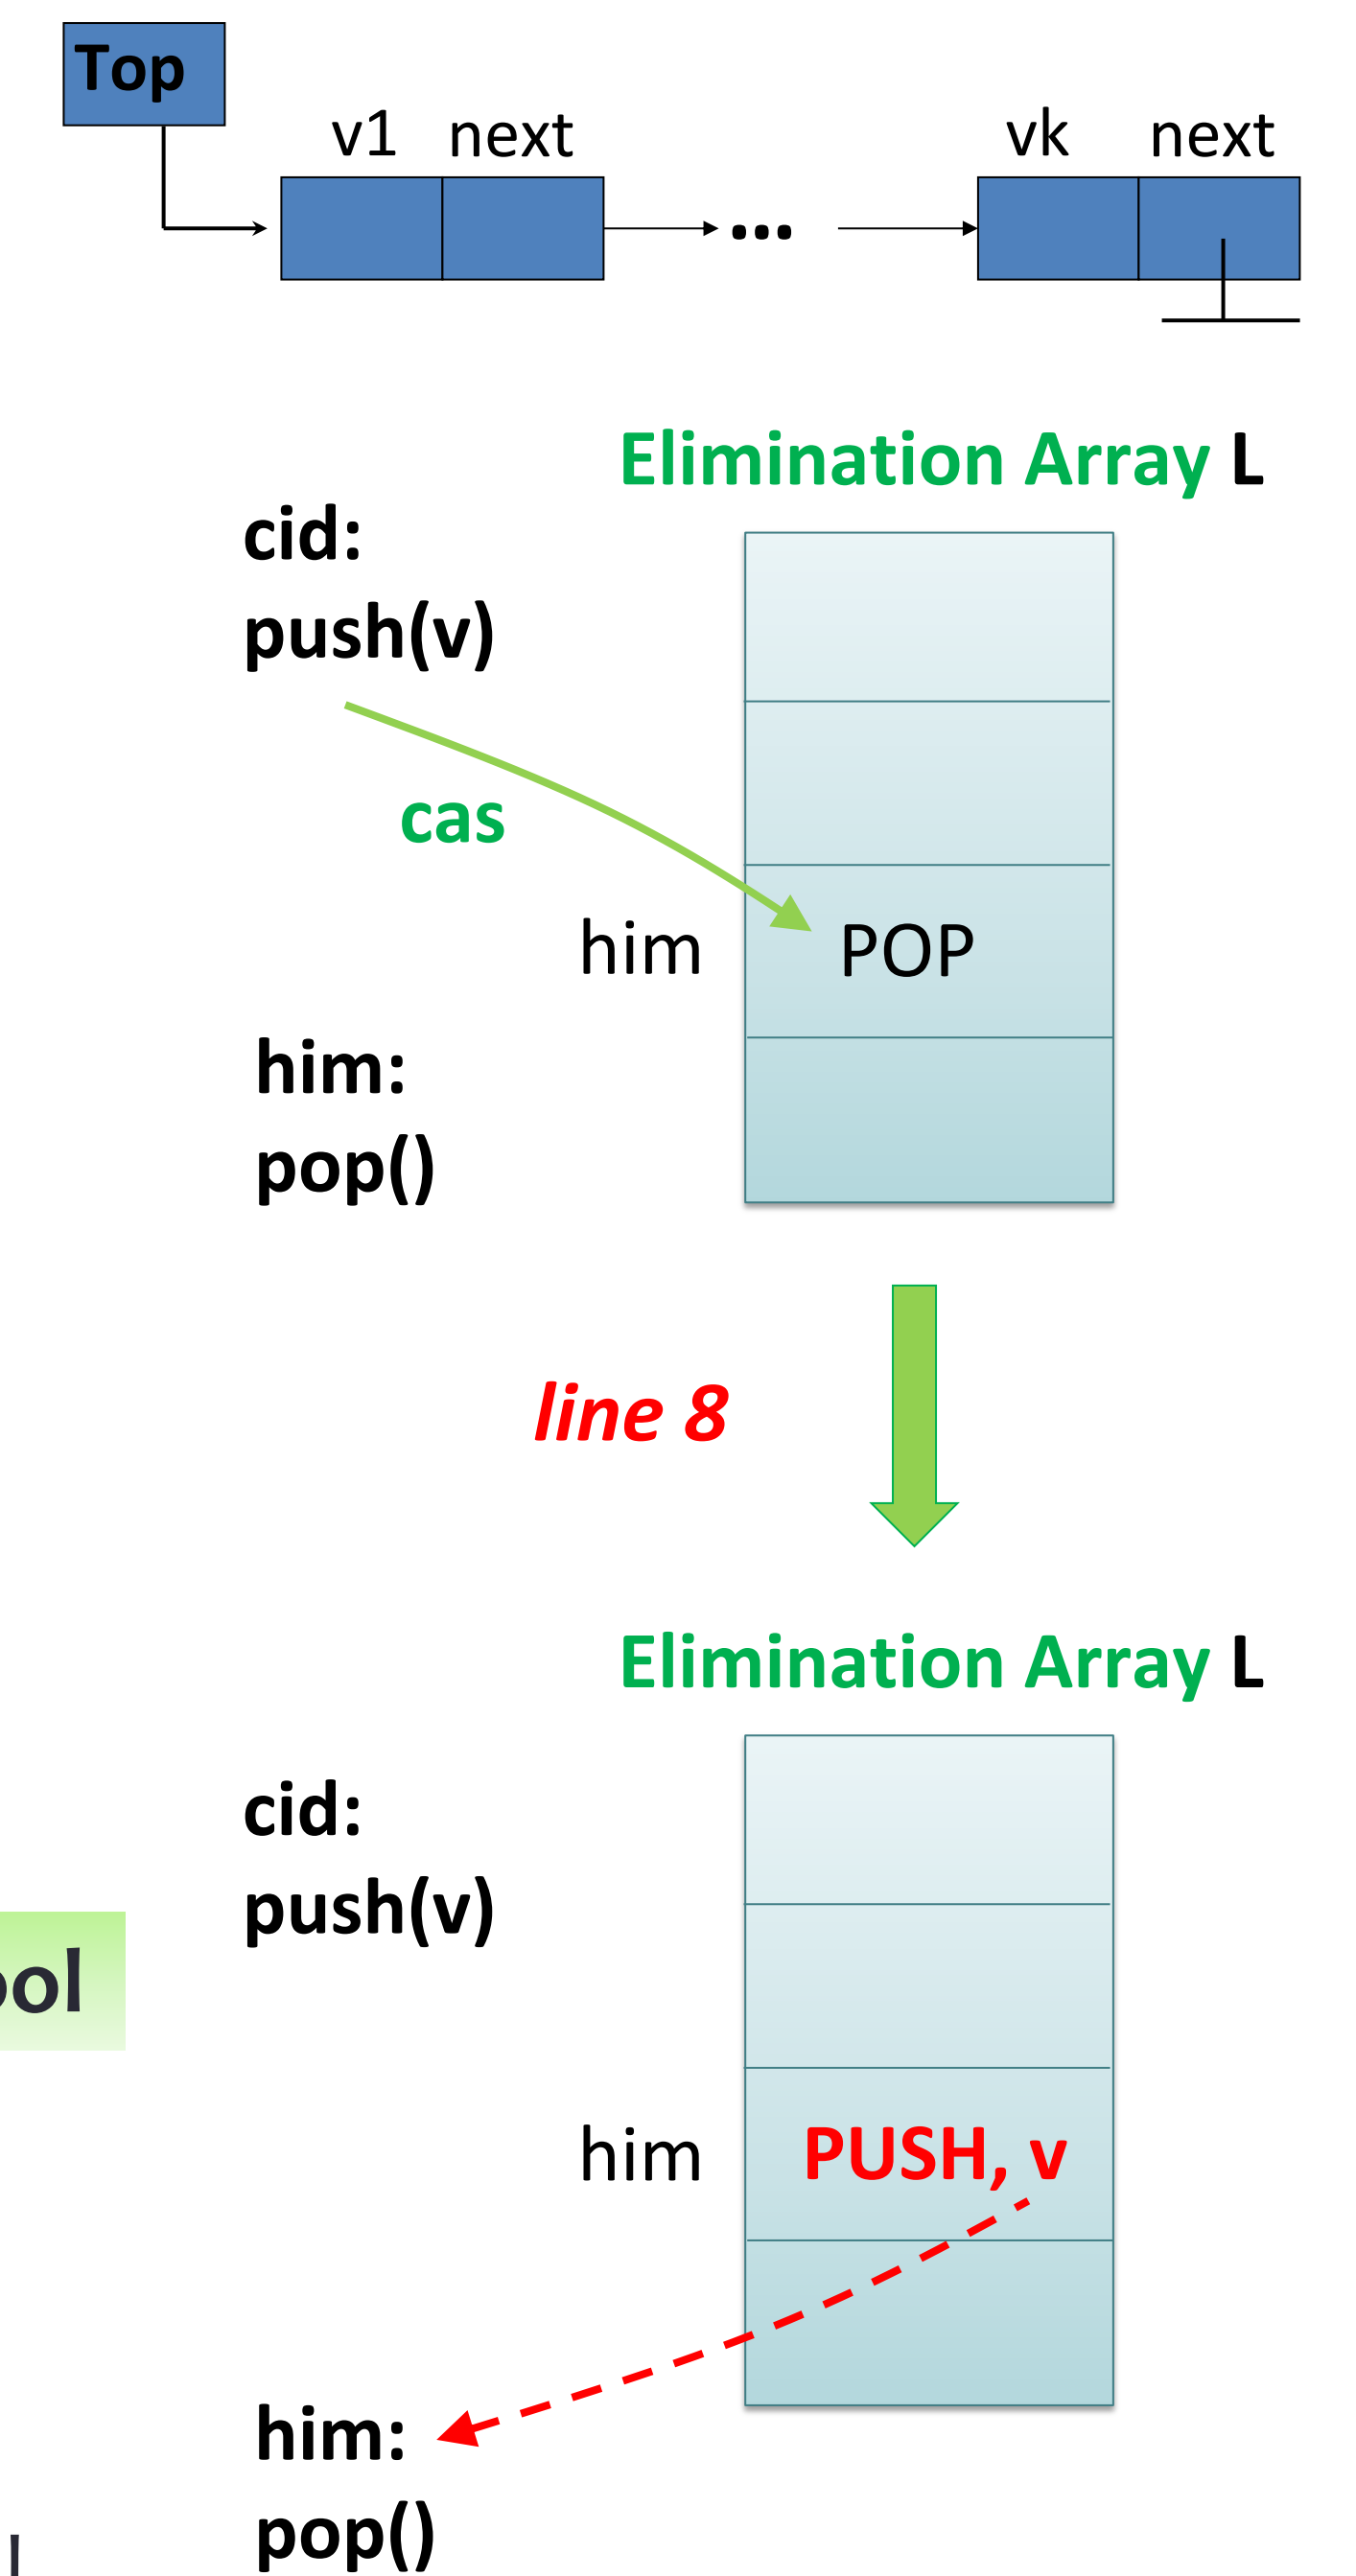 Top
v1 next vk next
...
Elimination Array L
cid:
push(v)
cas
him POP
him:
pop()
line 8
Elimination Array L
cid:
push(v)
ool
him PUSH, v
him:
pop()